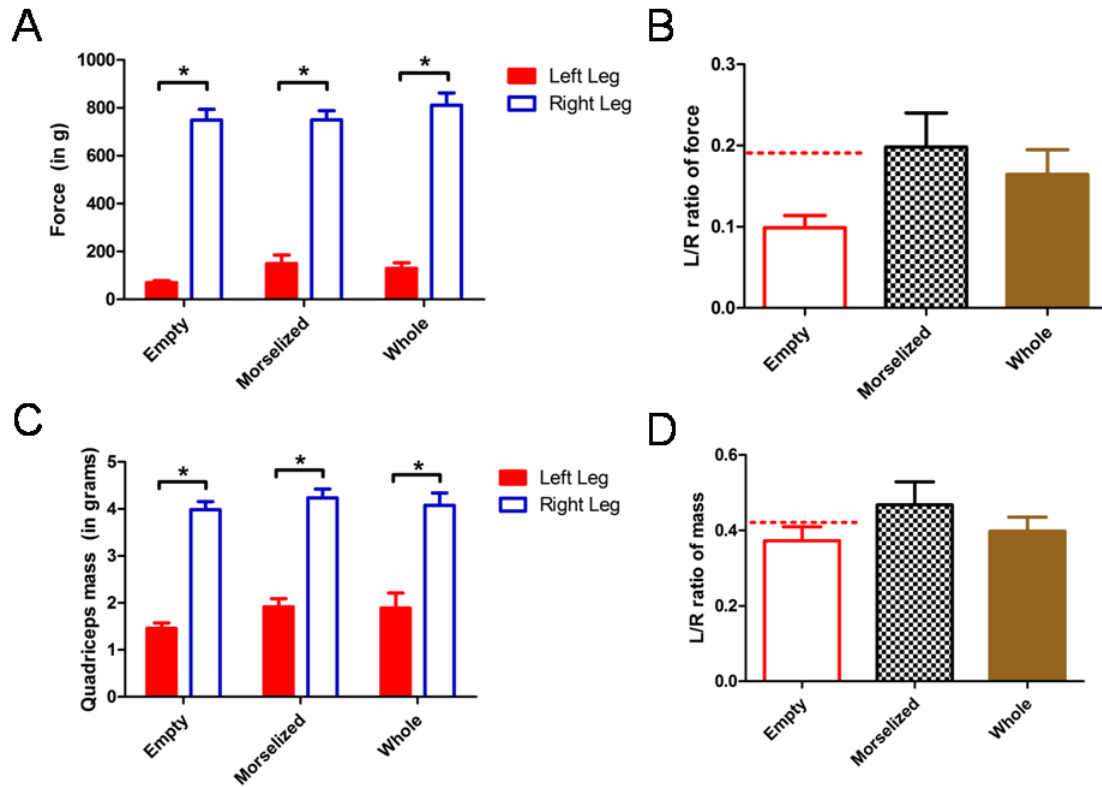 A
Force (in g)
1000
800
600
400
200
0
*
*
*
Left Leg
Right Leg
Empty
Morselized
Whole
B
L/R ratio of force
0.3
0.2
0.1
0.0
Empty
Morselized
Whole
C
Quadriceps mass (in grams)
5
4
3
2
1
0
*
*
*
Left Leg
Right Leg
Empty
Morselized
Whole
D
L/R ratio of mass
0.6
0.4
0.2
0.0
Empty
Morselized
Whole